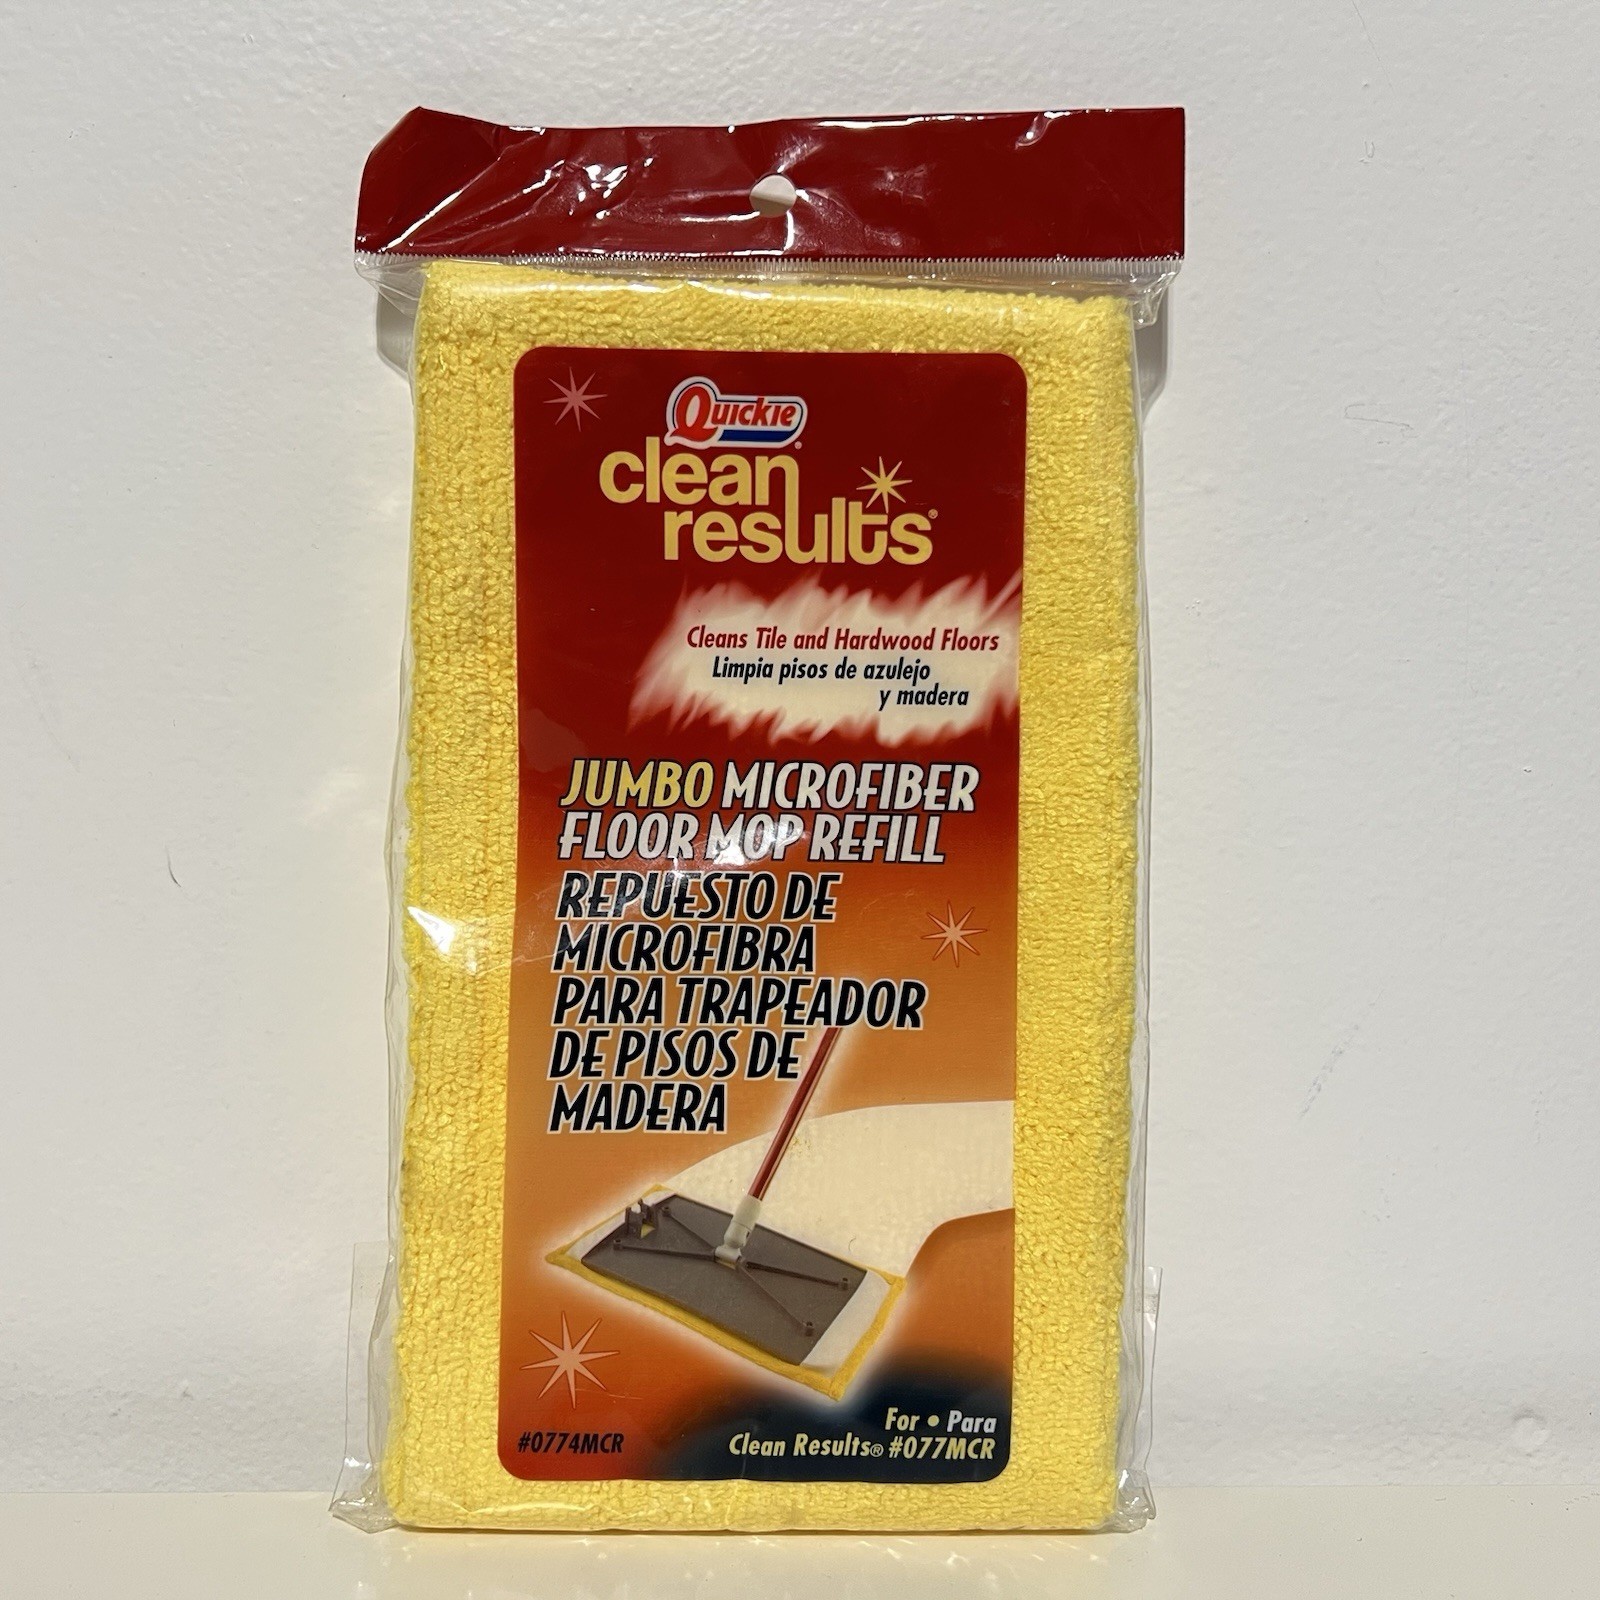 Quickie®
clean
results®
Cleans Tile and Hardwood Floors
Limpia pisos de azulejo
y madera
JUMBO MICROFIBER
FLOOR MOP REFILL
REPUESTO DE
MICROFIBRA
PARA TRAPEADOR
DE PISOS DE
MADERA
For • Para
Clean Results® #077MCR
#0774MCR